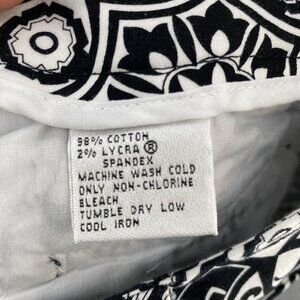 98% COTTON
2% LYCRA ®
SPANDEX
MACHINE WASH COLD
ONLY NON-CHLORINE
BLEACH
TUMBLE DRY LOW
COOL IRON